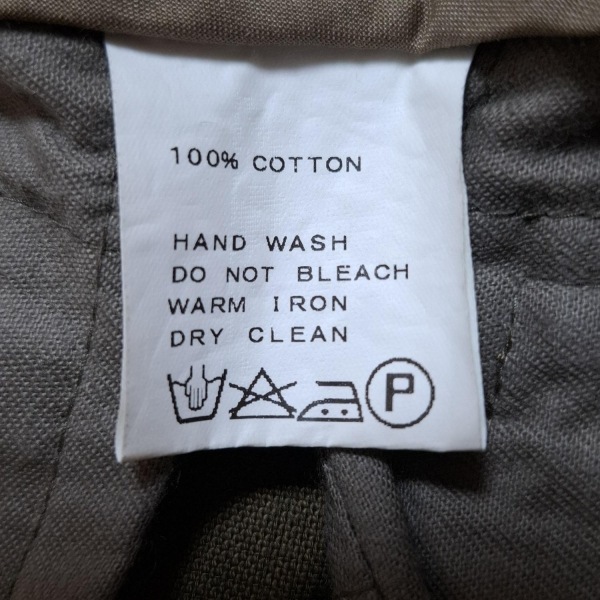 100% COTTON
HAND WASH
DO NOT BLEACH
WARM IRON
DRY CLEAN
P